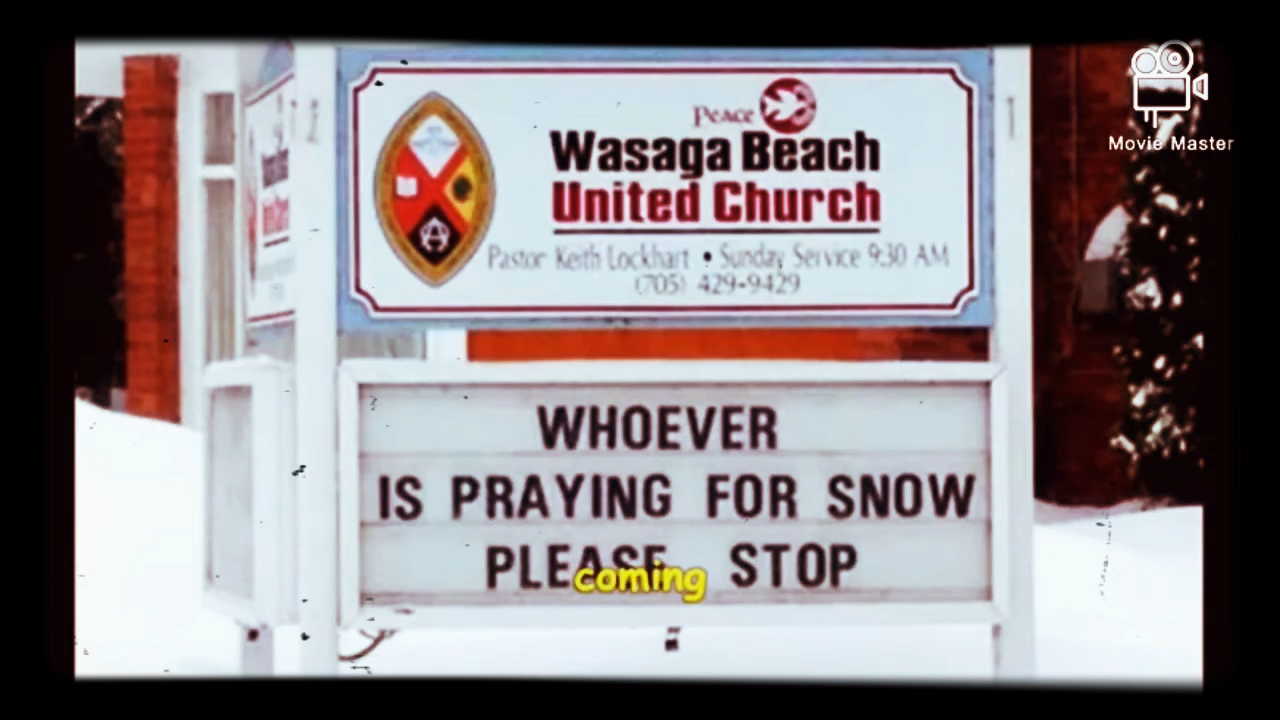 Movie Master
Peace
Wasaga Beach
United Church
Pastor Keith Lockhart • Sunday Service 9:30 AM
(705) 429-9429
WHOEVER
IS PRAYING FOR SNOW
PLEASE STOP
coming